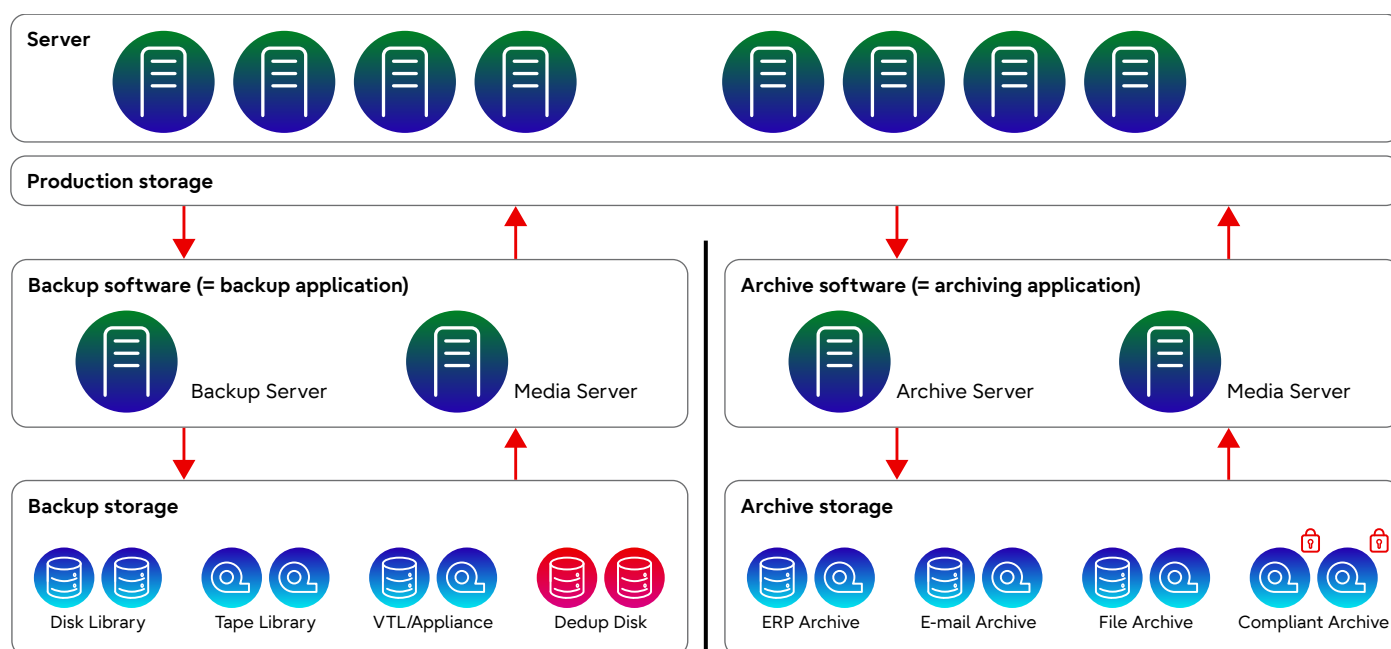 Server
Production storage
Backup software (= backup application)
Backup Server
Media Server
Archive software (= archiving application)
Archive Server
Media Server
Backup storage
Disk Library
Tape Library
VTL/Appliance
Dedup Disk
Archive storage
ERP Archive
E-mail Archive
File Archive
Compliant Archive